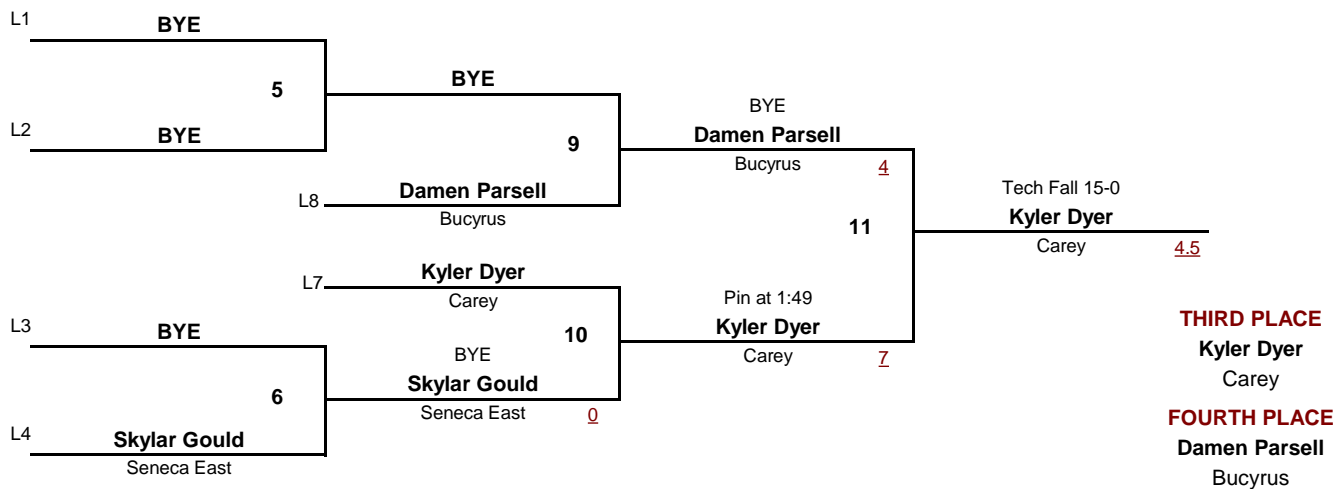 L1
BYE
5
BYE
L2
BYE
9
BYE
Damen Parsell
Bucyrus
4
L8
Damen Parsell
Bucyrus
11
Tech Fall 15-0
Kyler Dyer
Carey
4.5
L7
Kyler Dyer
Carey
10
Pin at 1:49
Kyler Dyer
Carey
7
L3
BYE
6
BYE
Skylar Gould
Seneca East
0
L4
Skylar Gould
Seneca East
THIRD PLACE
Kyler Dyer
Carey
FOURTH PLACE
Damen Parsell
Bucyrus